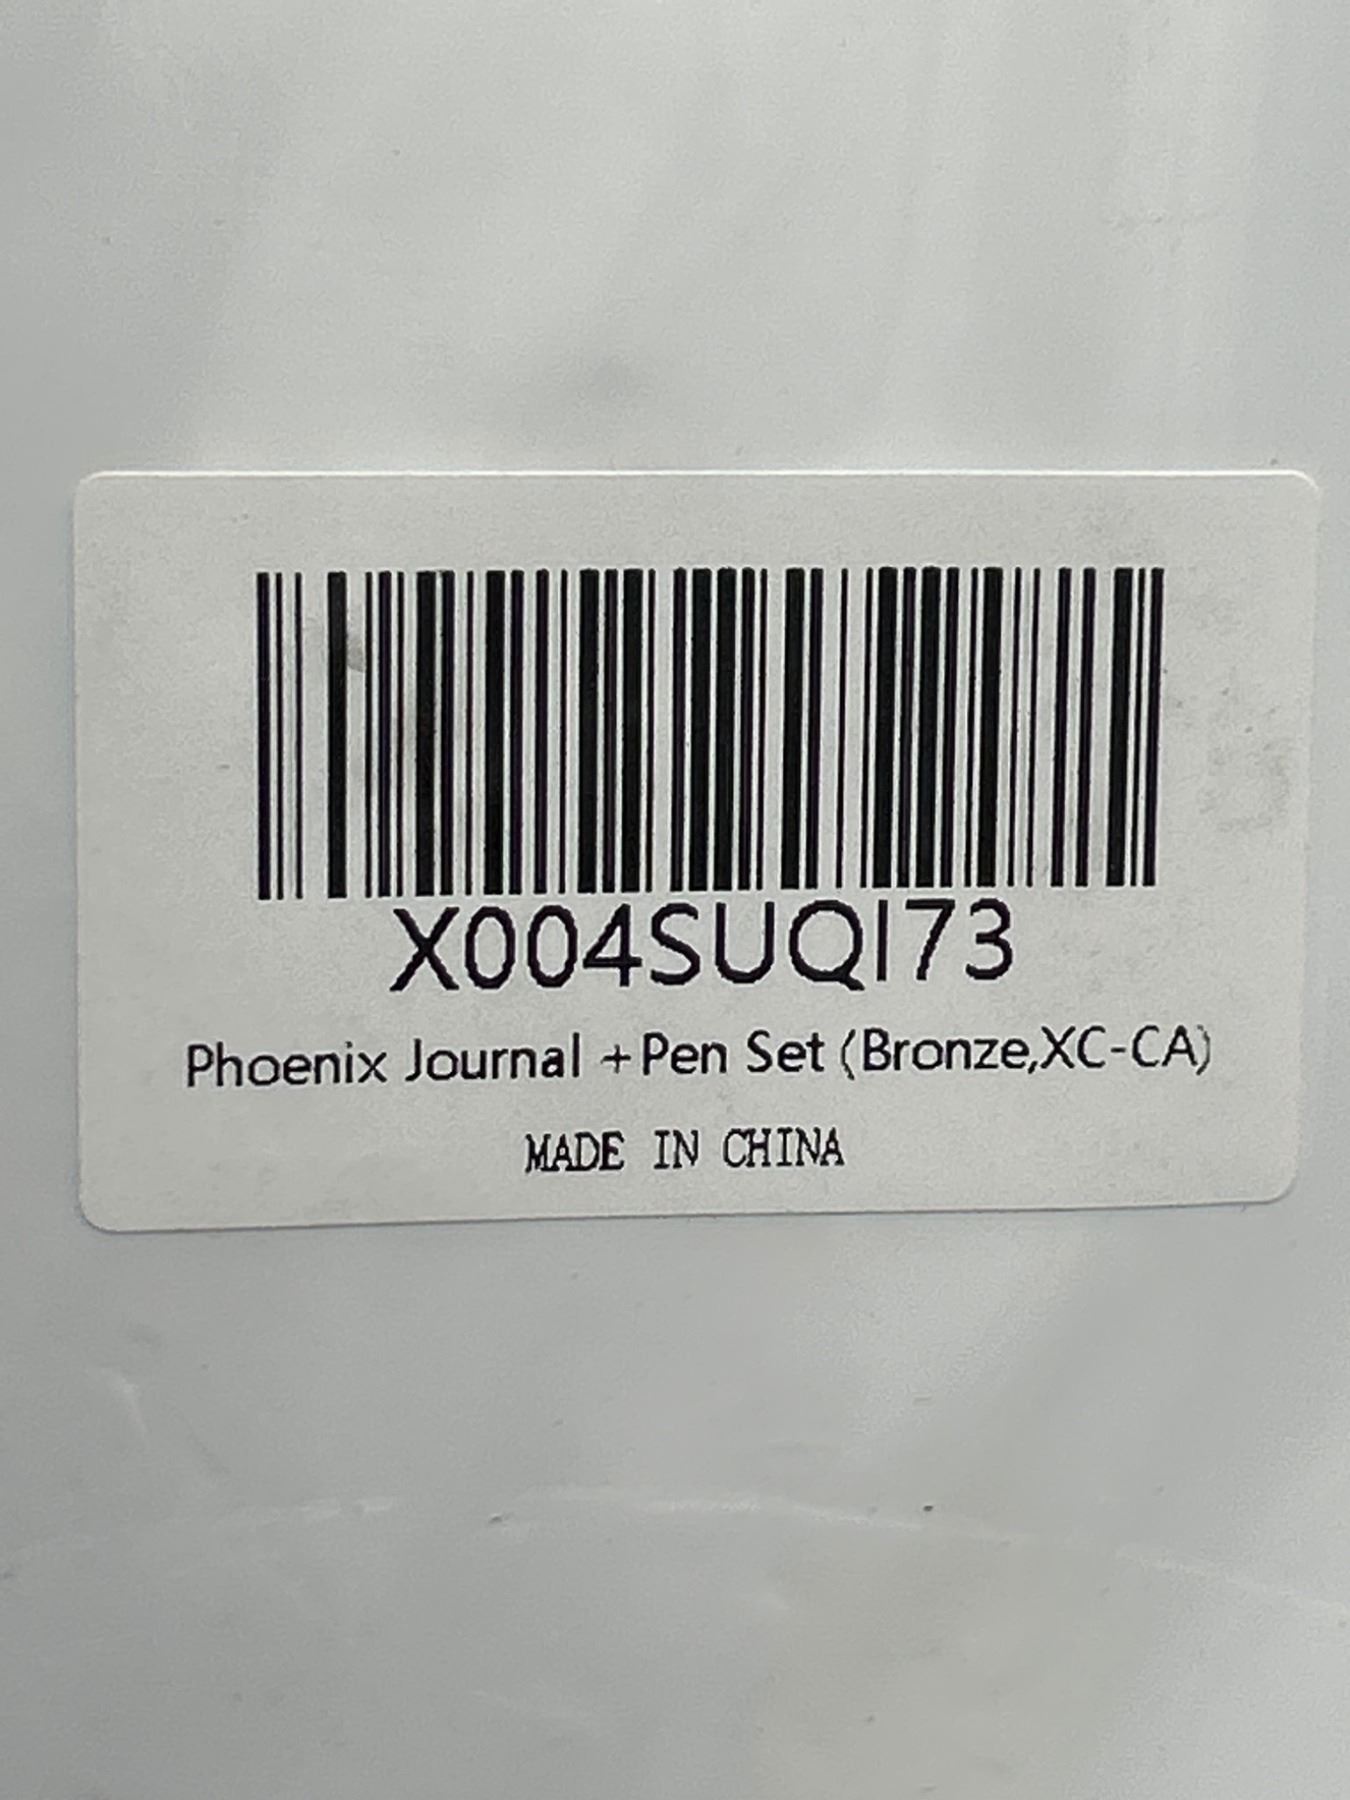 X004SUQI73
Phoenix Journal +Pen Set (Bronze,XC-CA)
MADE IN CHINA